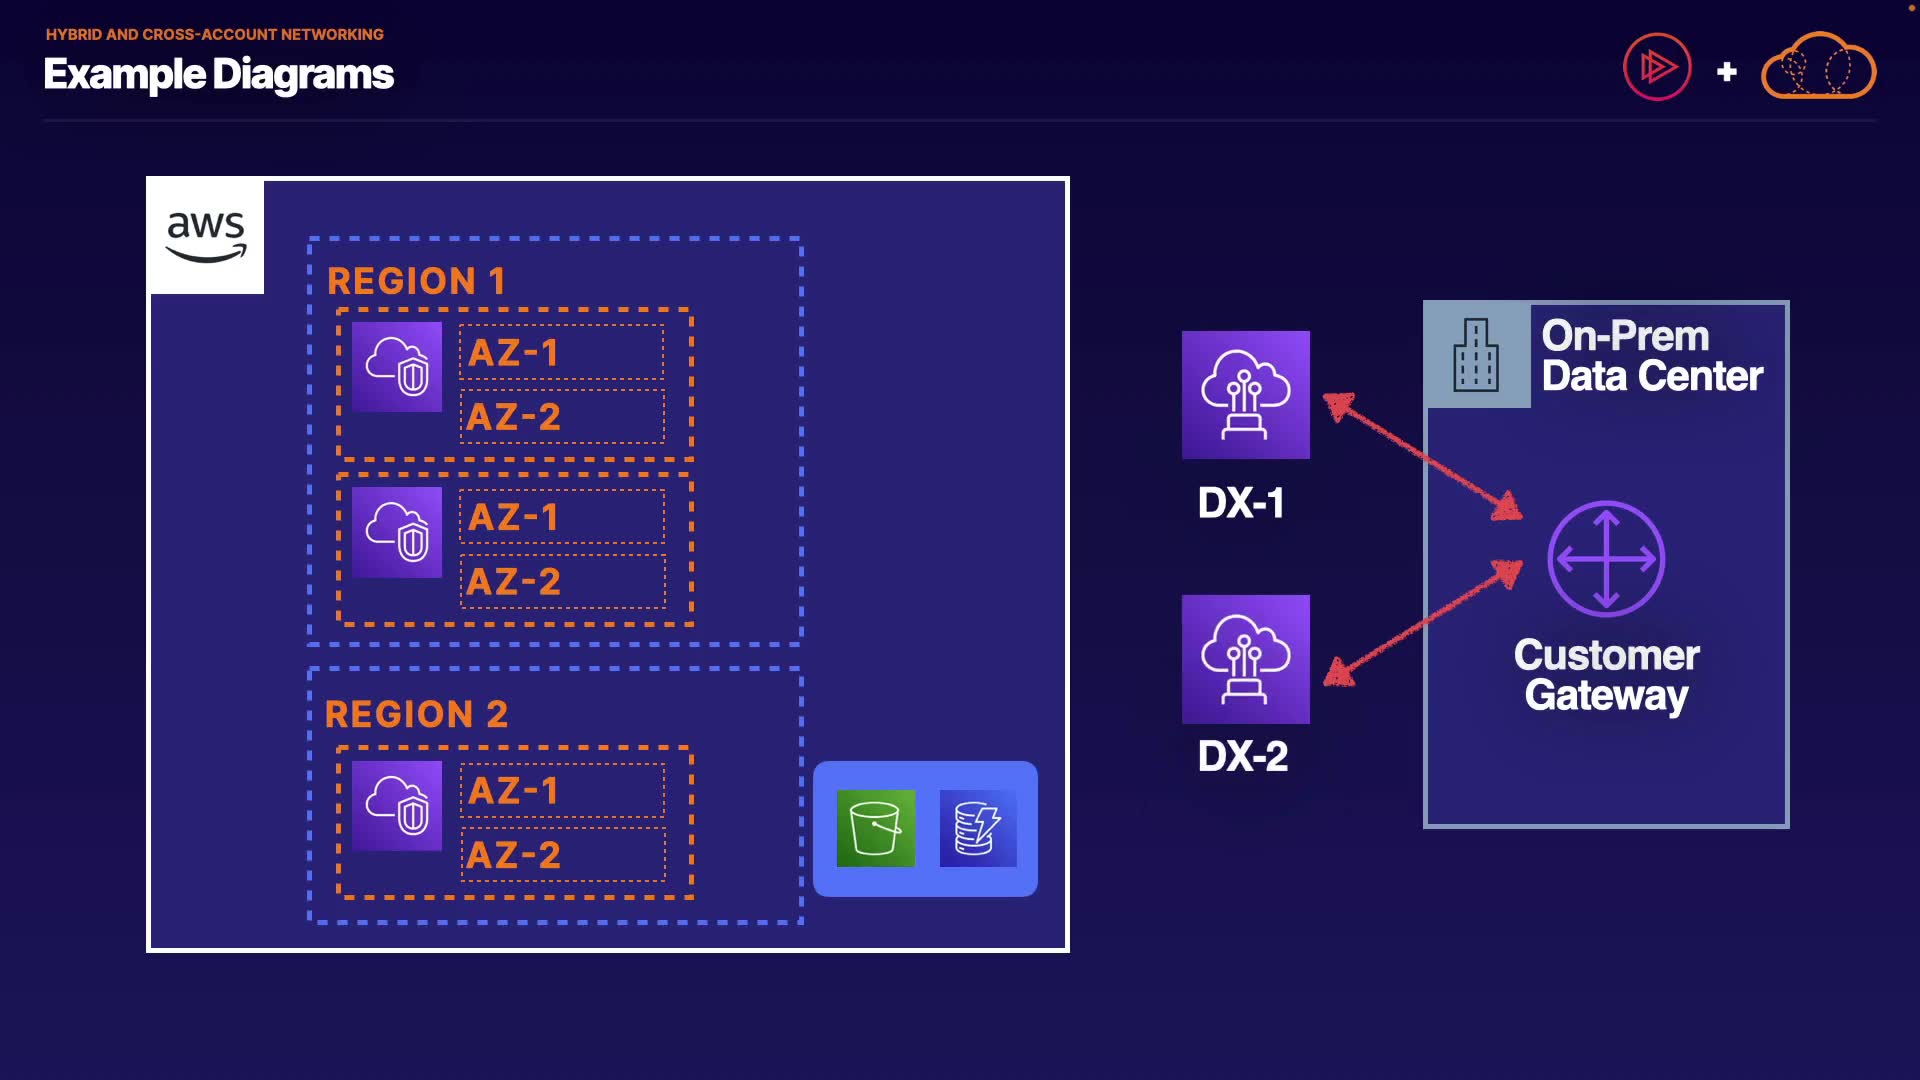 HYBRID AND CROSS-ACCOUNT NETWORKING
Example Diagrams
aws
REGION 1
AZ-1
AZ-2
AZ-1
AZ-2
REGION 2
AZ-1
AZ-2
DX-1
DX-2
On-Prem
Data Center
Customer
Gateway